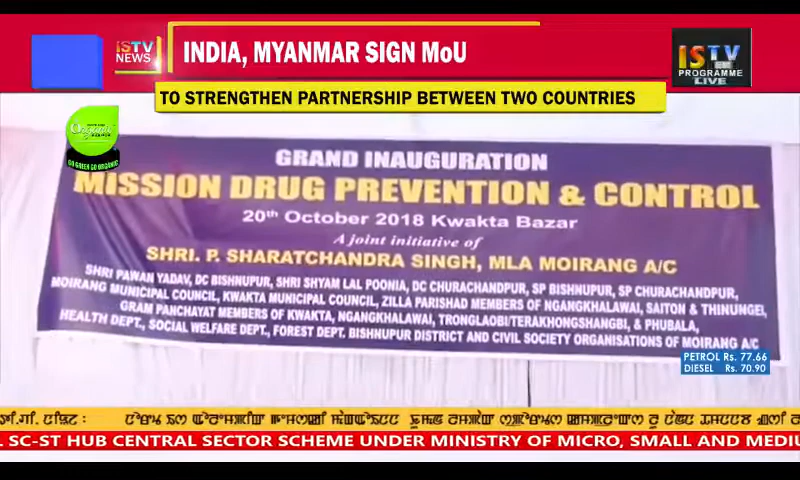 ISTV
NEWS
INDIA, MYANMAR SIGN MoU
ISTV
PROGRAMME
LIVE
TO STRENGTHEN PARTNERSHIP BETWEEN TWO COUNTRIES
Organic
GO GREEN GO ORGANIC
GRAND INAUGURATION
MISSION DRUG PREVENTION & CONTROL
20th October 2018 Kwakta Bazar
A joint initiative of
SHRI. P. SHARATCHANDRA SINGH, MLA MOIRANG A/C
SHRI PAWAN YADAV, DC BISHNUPUR, SHRI SHYAM LAL POONIA, DC CHURACHANDPUR, SP BISHNUPUR, SP CHURACHANDPUR,
MOIRANG MUNICIPAL COUNCIL, KWAKTA MUNICIPAL COUNCIL, ZILLA PARISHAD MEMBERS OF NGANGKHALAWAI, SAITON & THINUNGEI,
GRAM PANCHAYAT MEMBERS OF KWAKTA, NGANGKHALAWAI, TRONGLAOBI/TERAKHONGSHANGBI, & PHUBALA,
HEALTH DEPT., SOCIAL WELFARE DEPT., FOREST DEPT. BISHNUPUR DISTRICT AND CIVIL SOCIETY ORGANISATIONS OF MOIRANG A/C
PETROL Rs. 77.66
DIESEL Rs. 70.90
SC-ST HUB CENTRAL SECTOR SCHEME UNDER MINISTRY OF MICRO, SMALL AND MEDIU